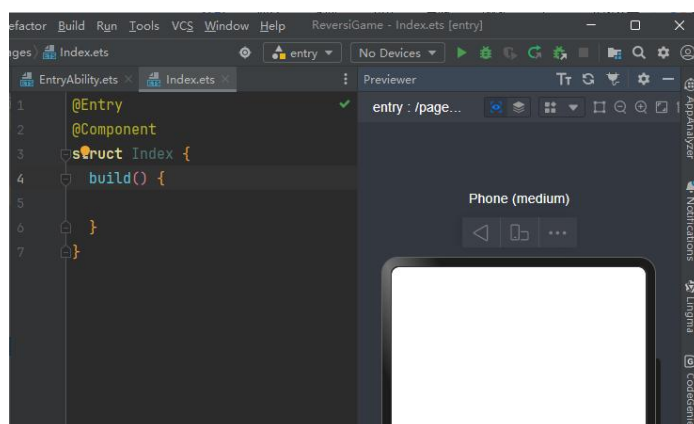 efactor Build Run Tools VCS Window Help ReversiGame - Index.ets [entry]
ages Index.ets entry No Devices
EntryAbility.ets Index.ets Previewer
entry : /page...
1 @Entry
2 @Component
3 struct Index {
4 build() {
5
6 }
7 }
Phone (medium)
AppAnalyzer
Notifications
Lingma
CodeGenie